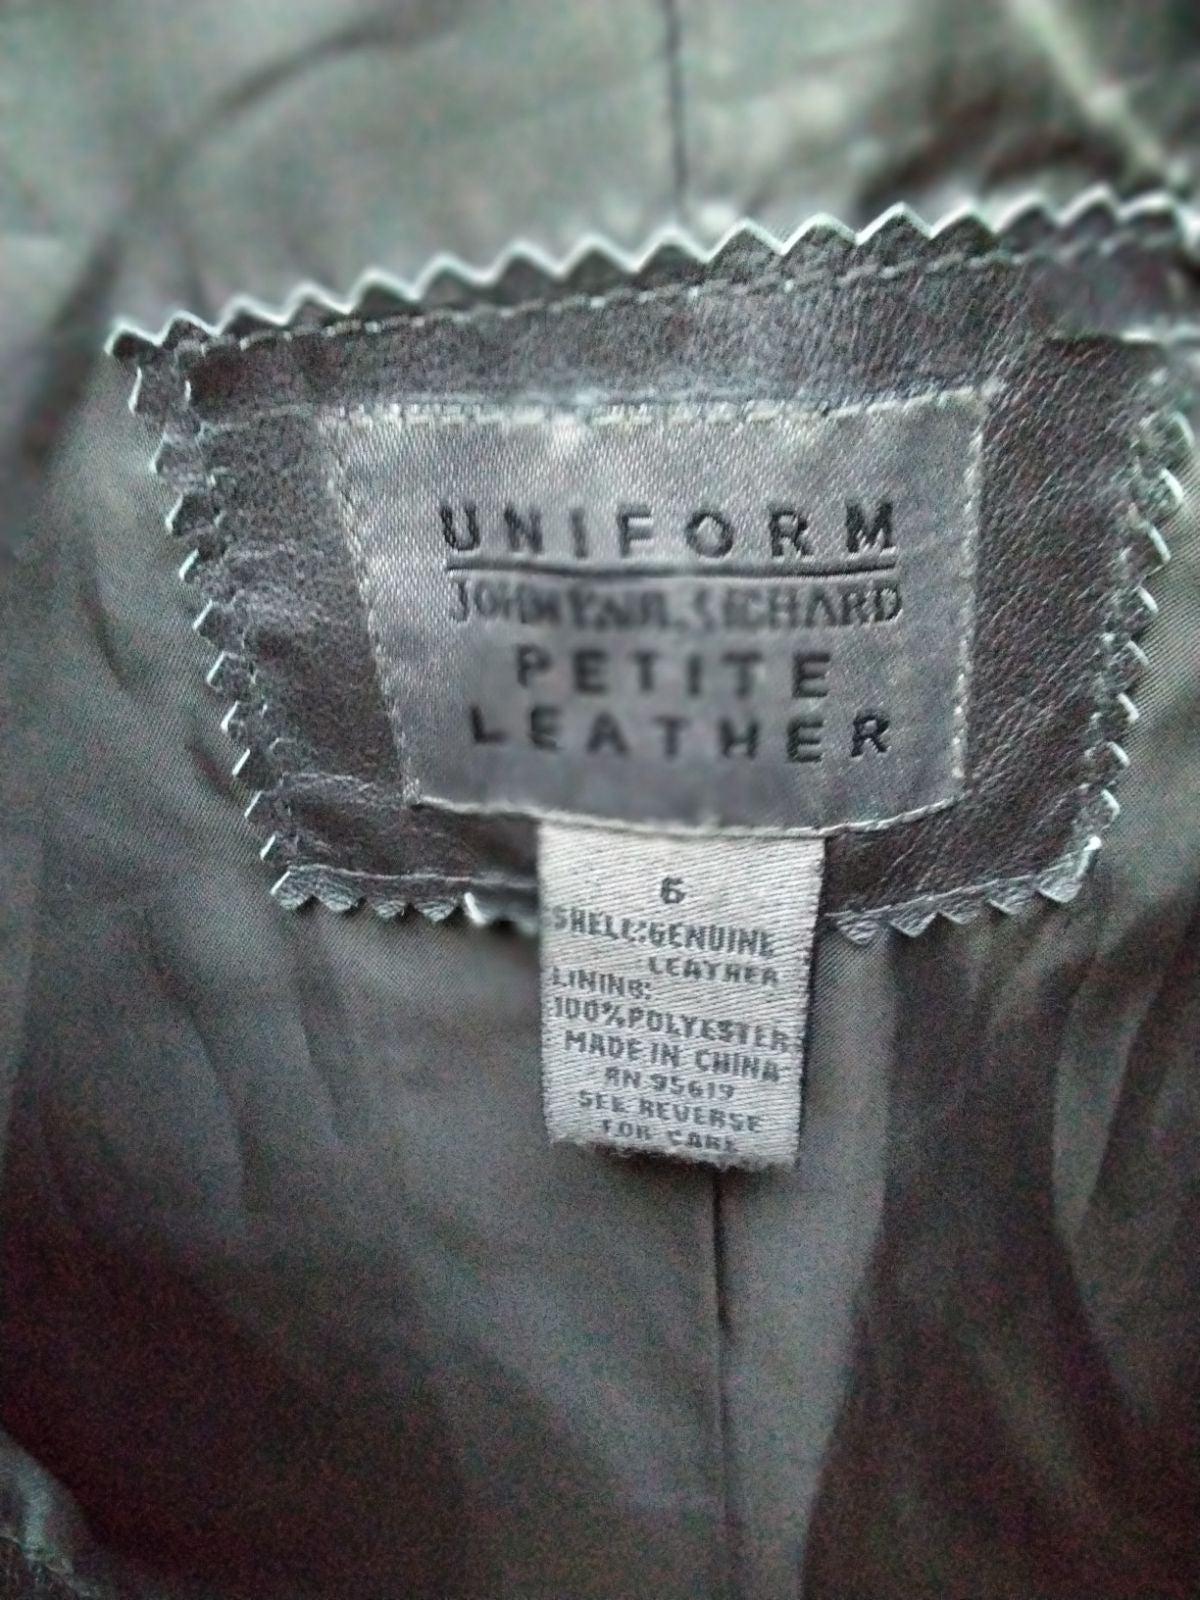 UNIFORM
JOHN PAUL RICHARD
PETITE
LEATHER
6
SHELL:GENUINE
LEATHER
LINING:
100%POLYESTER
MADE IN CHINA
RN 95619
SEE REVERSE
FOR CARE